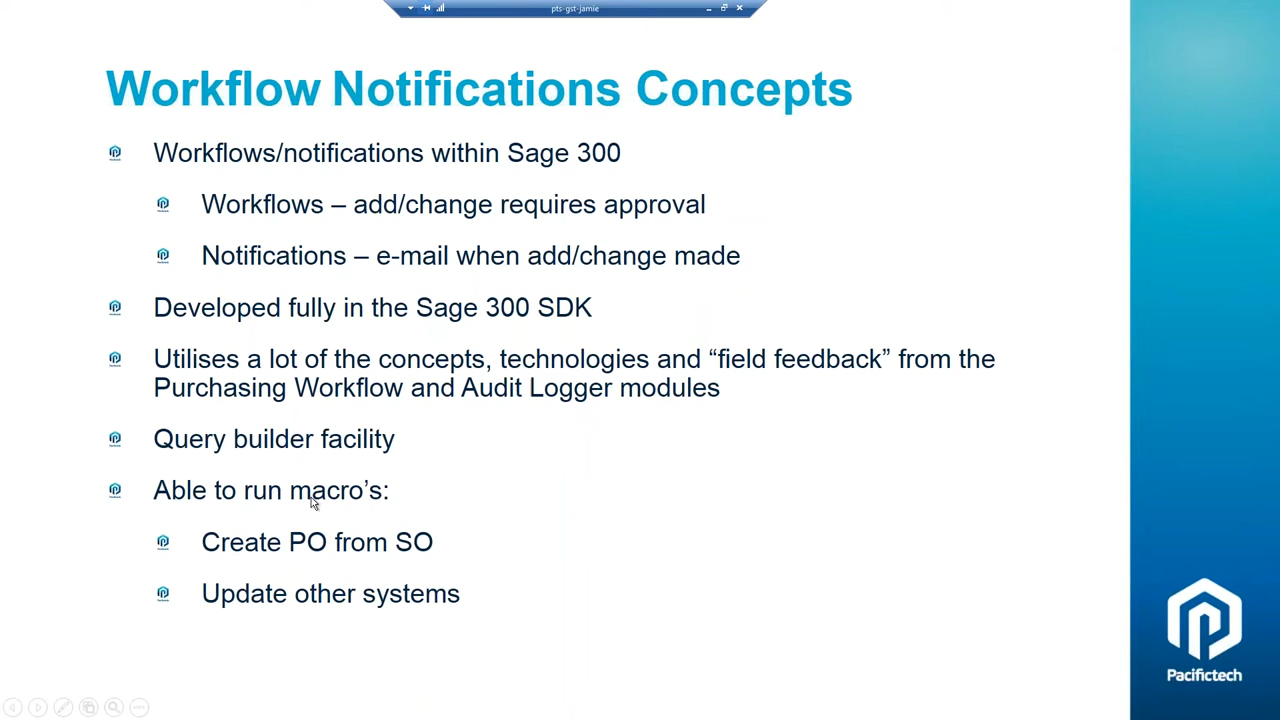 pts-gst-jamie
Workflow Notifications Concepts
Workflows/notifications within Sage 300
Workflows – add/change requires approval
Notifications – e-mail when add/change made
Developed fully in the Sage 300 SDK
Utilises a lot of the concepts, technologies and “field feedback” from the
Purchasing Workflow and Audit Logger modules
Query builder facility
Able to run macro’s:
Create PO from SO
Update other systems
Pacifictech